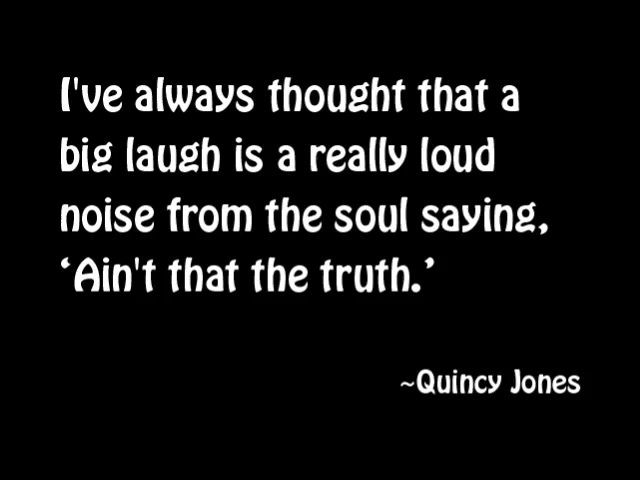 I've always thought that a
big laugh is a really loud
noise from the soul saying,
‘Ain't that the truth.’
~Quincy Jones